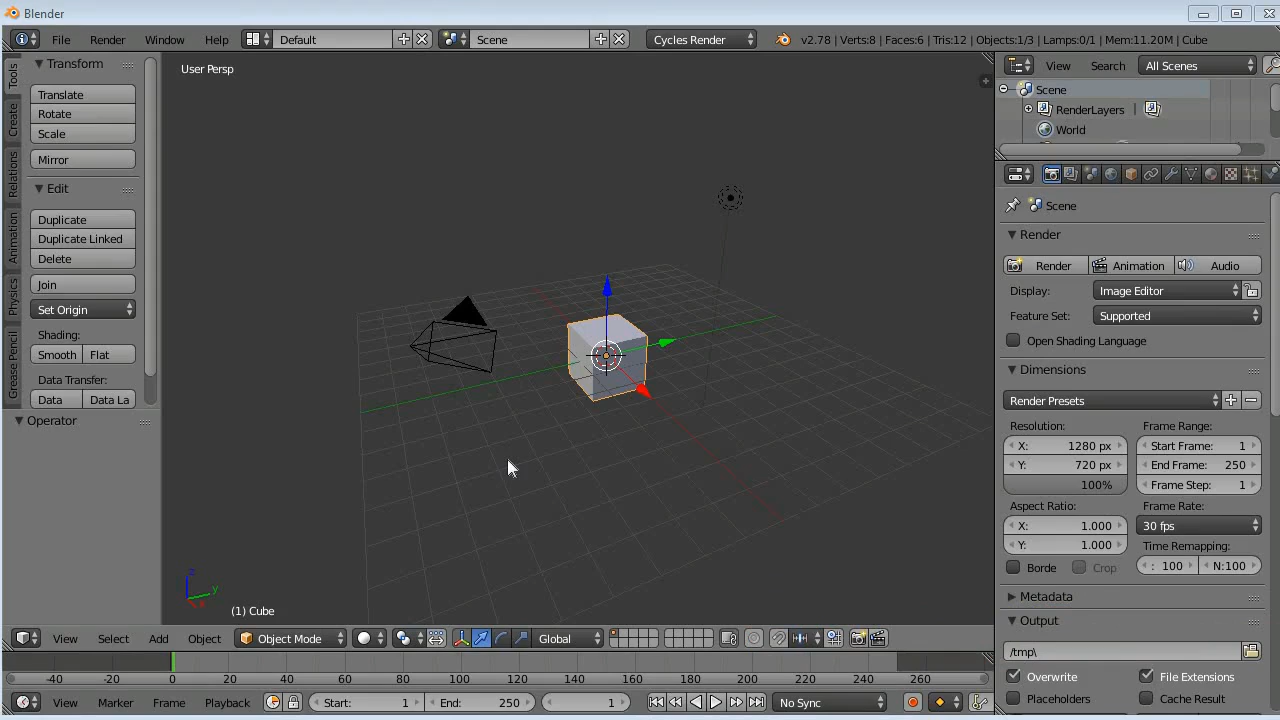 Blender
File Render Window Help Default Scene Cycles Render v2.78 | Verts:8 | Faces:6 | Tris:12 | Objects:1/3 | Lamps:0/1 | Mem:11.20M | Cube
Tools
Create
Relations
Animation
Physics
Grease Pencil
Transform
Translate
Rotate
Scale
Mirror
Edit
Duplicate
Duplicate Linked
Delete
Join
Set Origin
Shading:
Smooth Flat
Data Transfer:
Data Data La
Operator
User Persp
z
y
x
(1) Cube
View Search All Scenes
Scene
RenderLayers |
World
Scene
Render
Render Animation Audio
Display: Image Editor
Feature Set: Supported
Open Shading Language
Dimensions
Render Presets
Resolution: Frame Range:
X: 1280 px Start Frame: 1
Y: 720 px End Frame: 250
100% Frame Step: 1
Aspect Ratio: Frame Rate:
X: 1.000 30 fps
Y: 1.000 Time Remapping:
Borde Crop : 100 N:100
Metadata
Output
/tmp\
Overwrite File Extensions
Placeholders Cache Result
View Select Add Object Object Mode Global
-40 -20 0 20 40 60 80 100 120 140 160 180 200 220 240 260
View Marker Frame Playback Start: 1 End: 250 1 No Sync